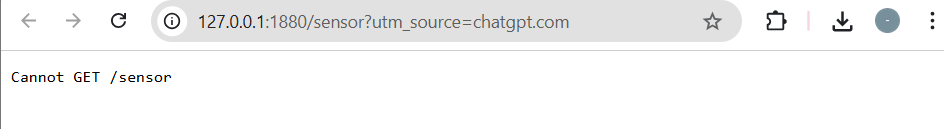 127.0.0.1:1880/sensor?utm_source=chatgpt.com
Cannot GET /sensor